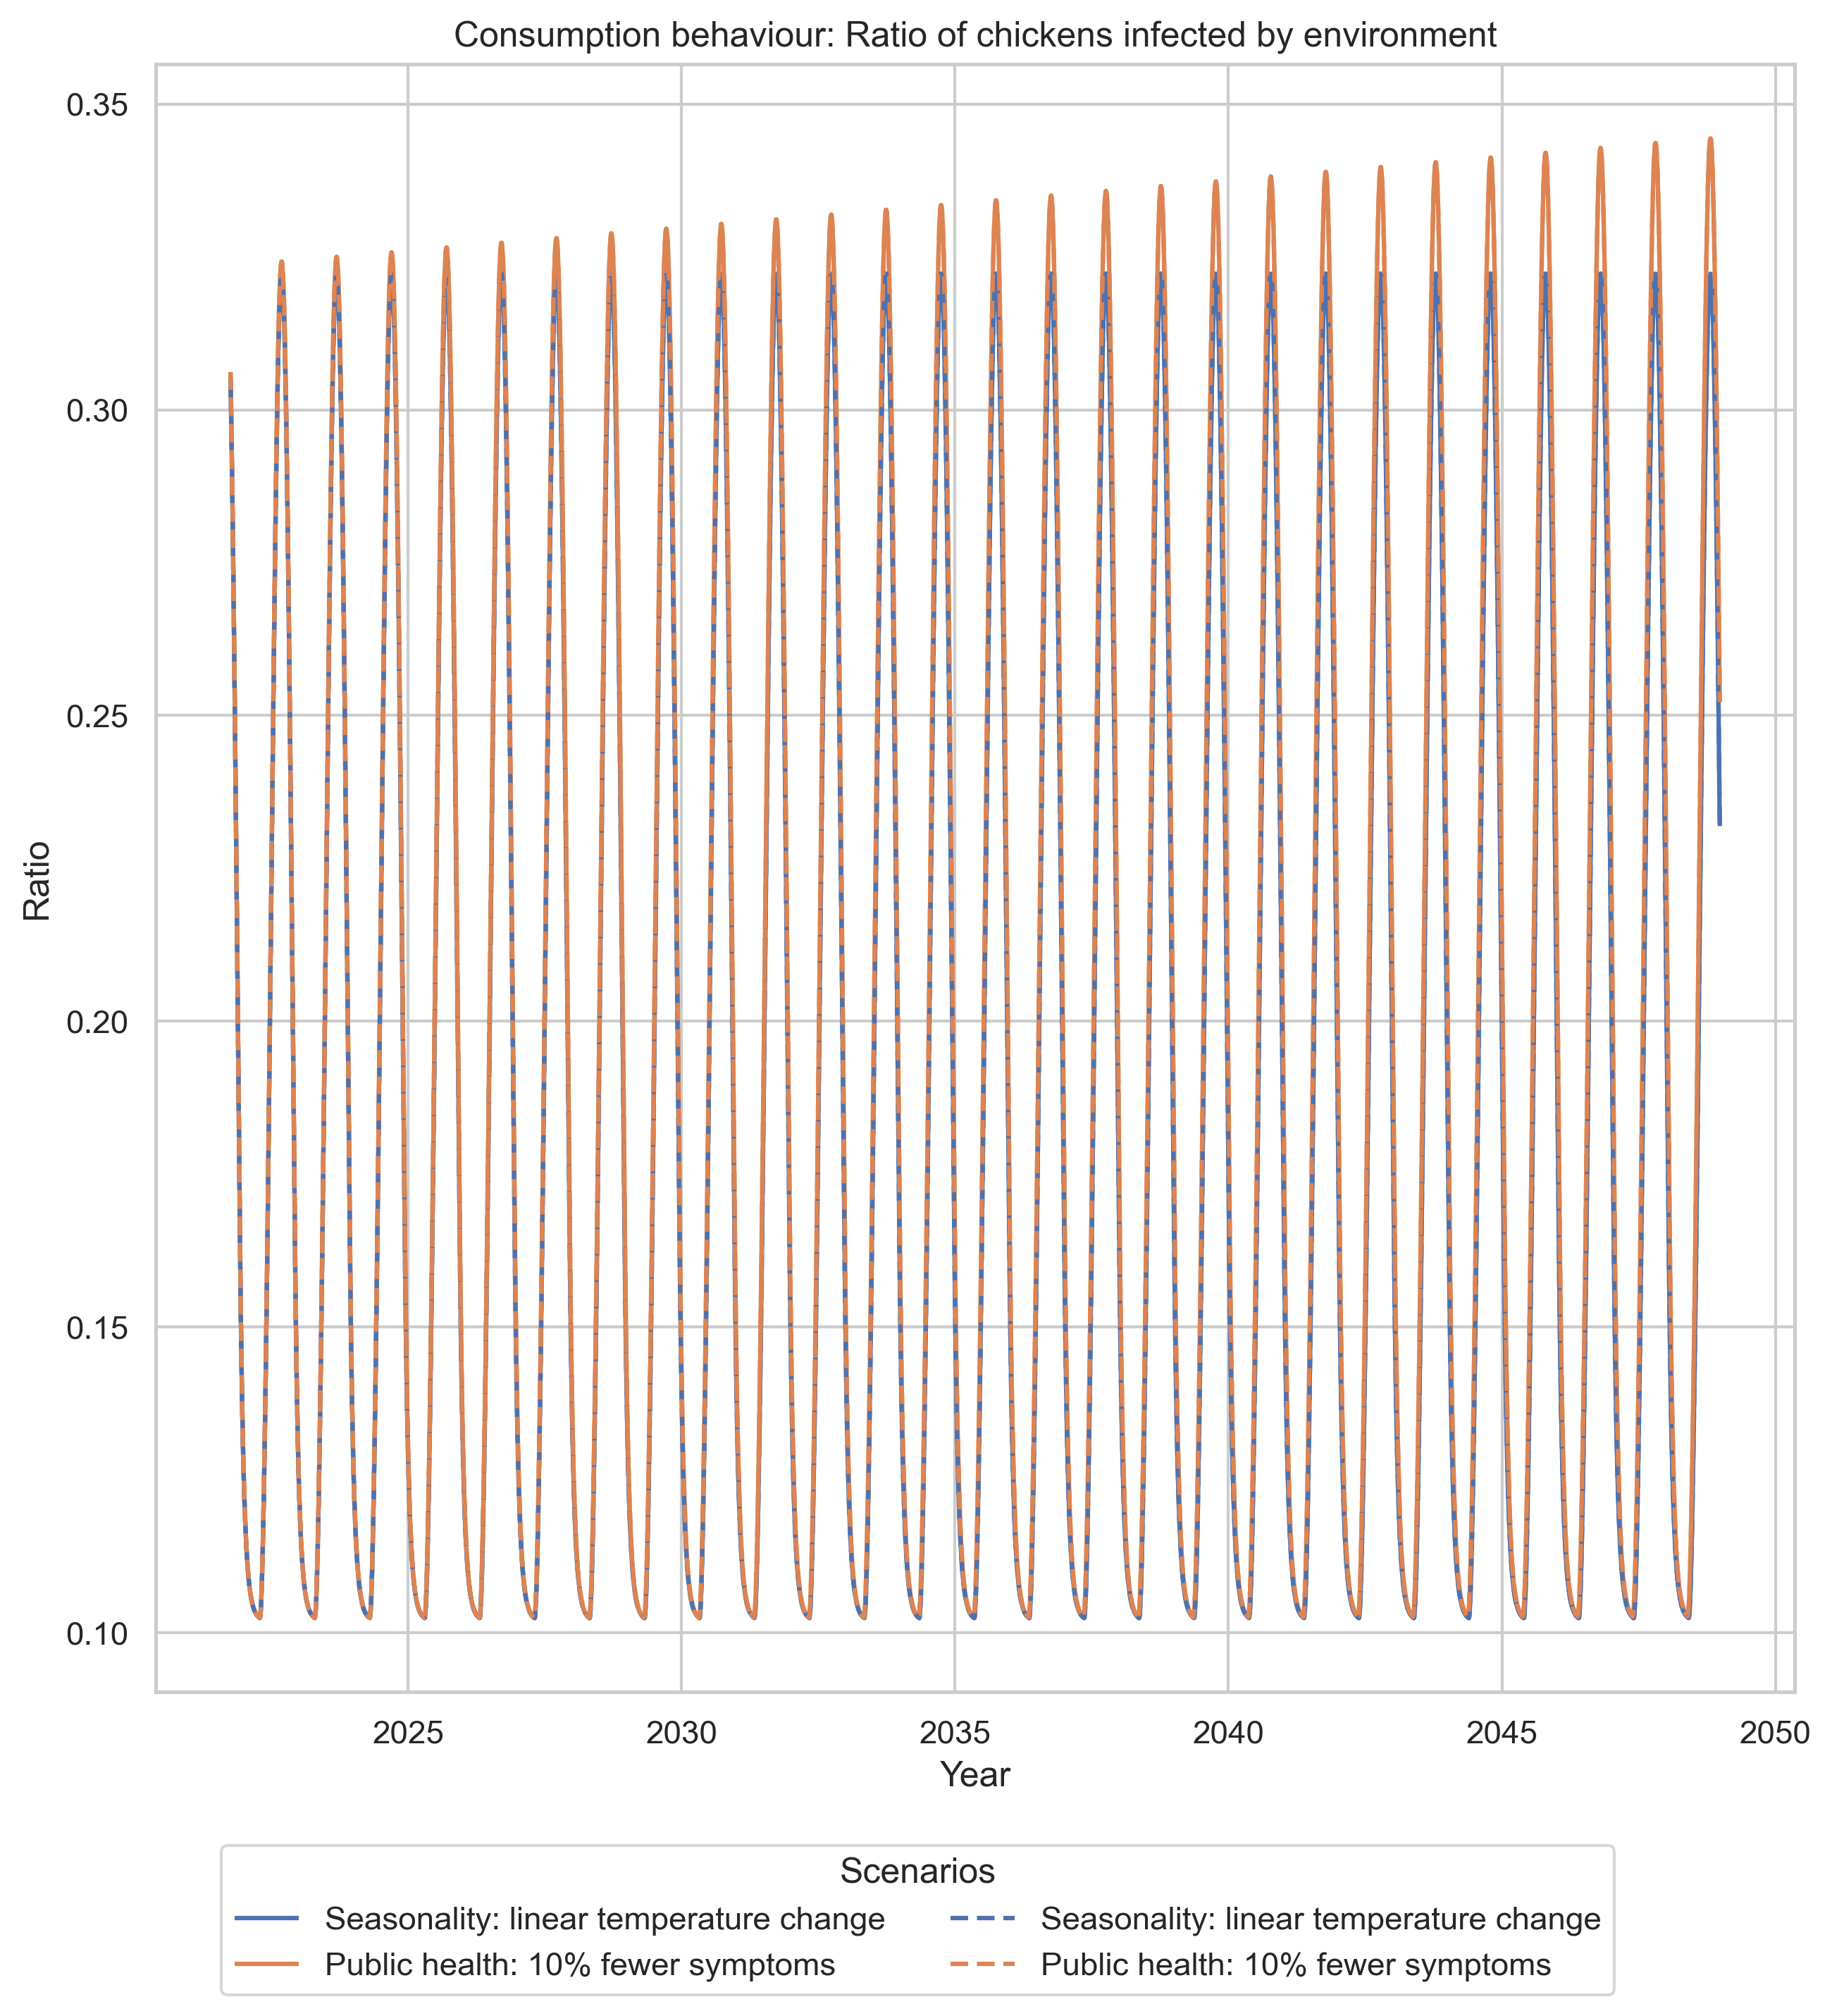 Consumption behaviour: Ratio of chickens infected by environment
0.35
0.30
0.25
0.20
0.15
0.10
Ratio
2025 2030 2035 2040 2045 2050
Year
Scenarios
Seasonality: linear temperature change Seasonality: linear temperature change
Public health: 10% fewer symptoms Public health: 10% fewer symptoms